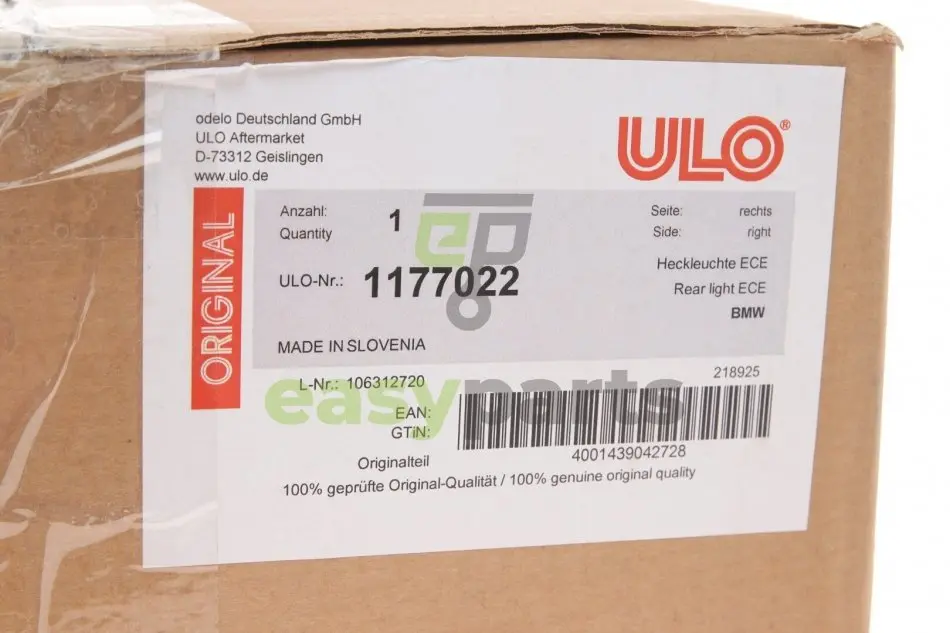 odelo Deutschland GmbH
ULO Aftermarket
D-73312 Geislingen
www.ulo.de
ULO®
ORIGINAL
Anzahl: 1
Quantity
Seite: rechts
Side: right
ULO-Nr.: 1177022
Heckleuchte ECE
Rear light ECE
BMW
MADE IN SLOVENIA
L-Nr.: 106312720
218925
EAN:
GTiN:
4001439042728
Originalteil
100% geprüfte Original-Qualität / 100% genuine original quality
ep
easyparts